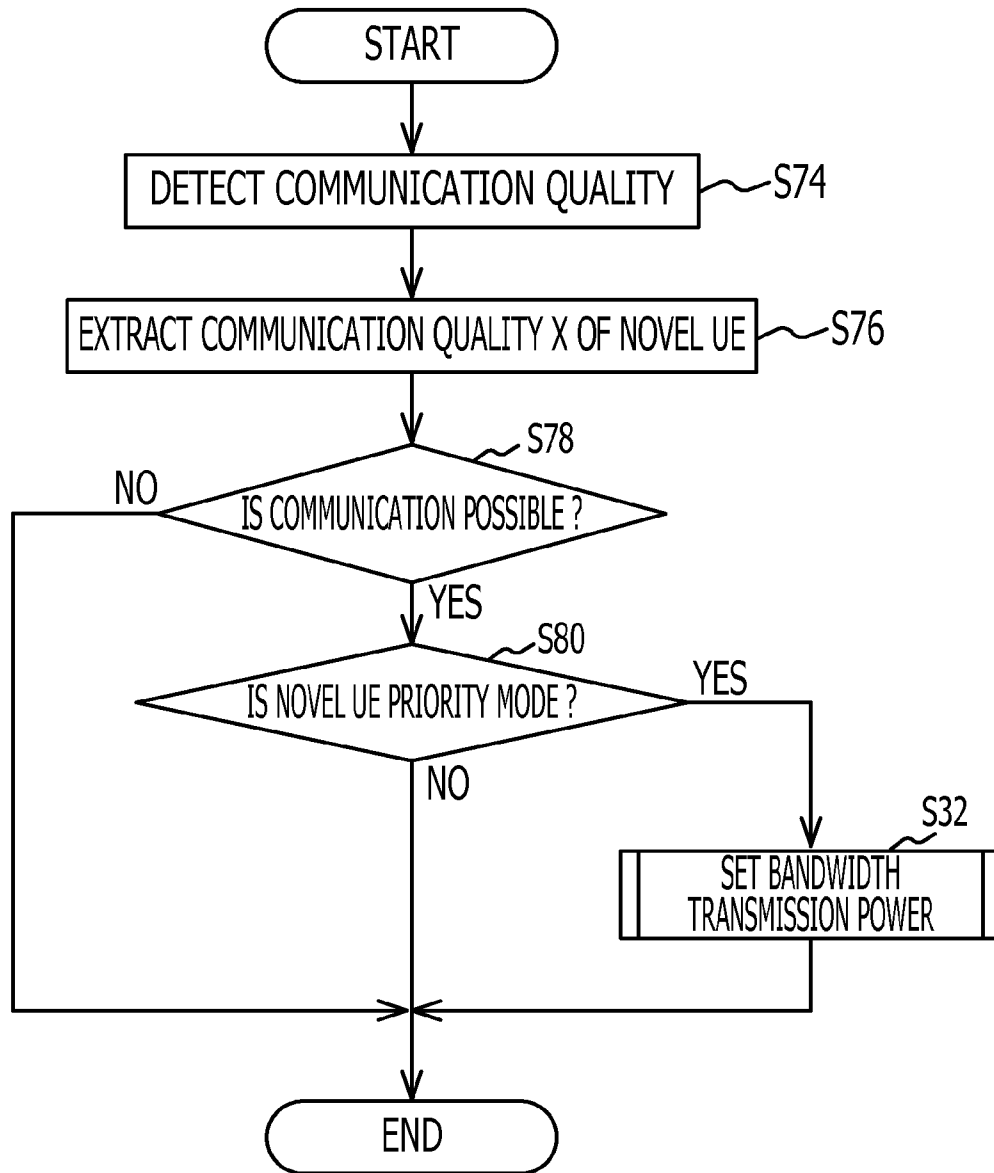 START
DETECT COMMUNICATION QUALITY
S74
EXTRACT COMMUNICATION QUALITY X OF NOVEL UE
S76
S78
NO
IS COMMUNICATION POSSIBLE ?
YES
S80
IS NOVEL UE PRIORITY MODE ?
YES
NO
S32
SET BANDWIDTH
TRANSMISSION POWER
END